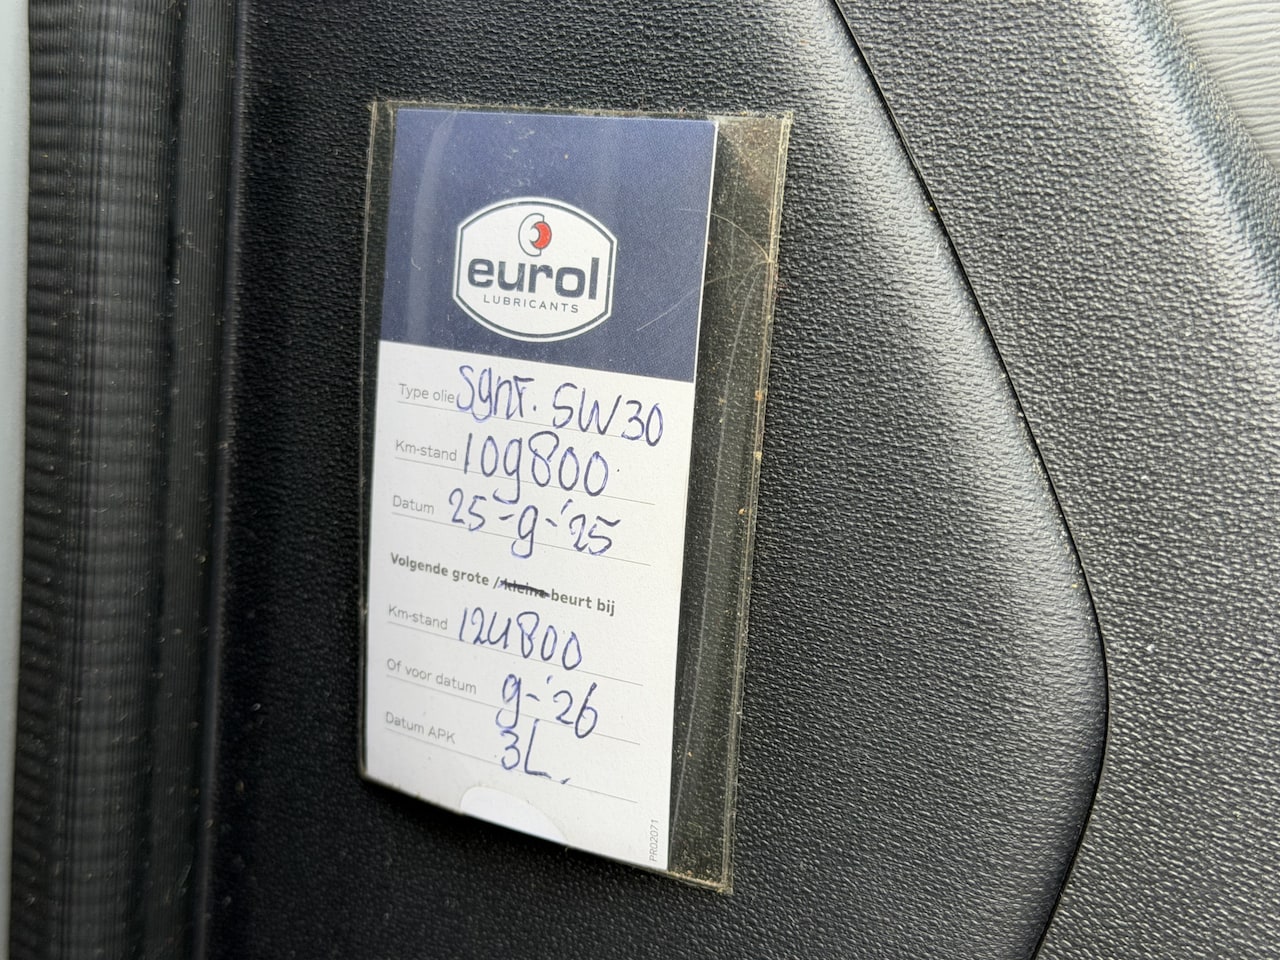 eurol
LUBRICANTS
Type olie Synt. 5W30
Km-stand 109800
Datum 25-9-'25
Volgende grote / kleine beurt bij
Km-stand 124800
Of voor datum 9-'26
Datum APK 3L.
PR02071